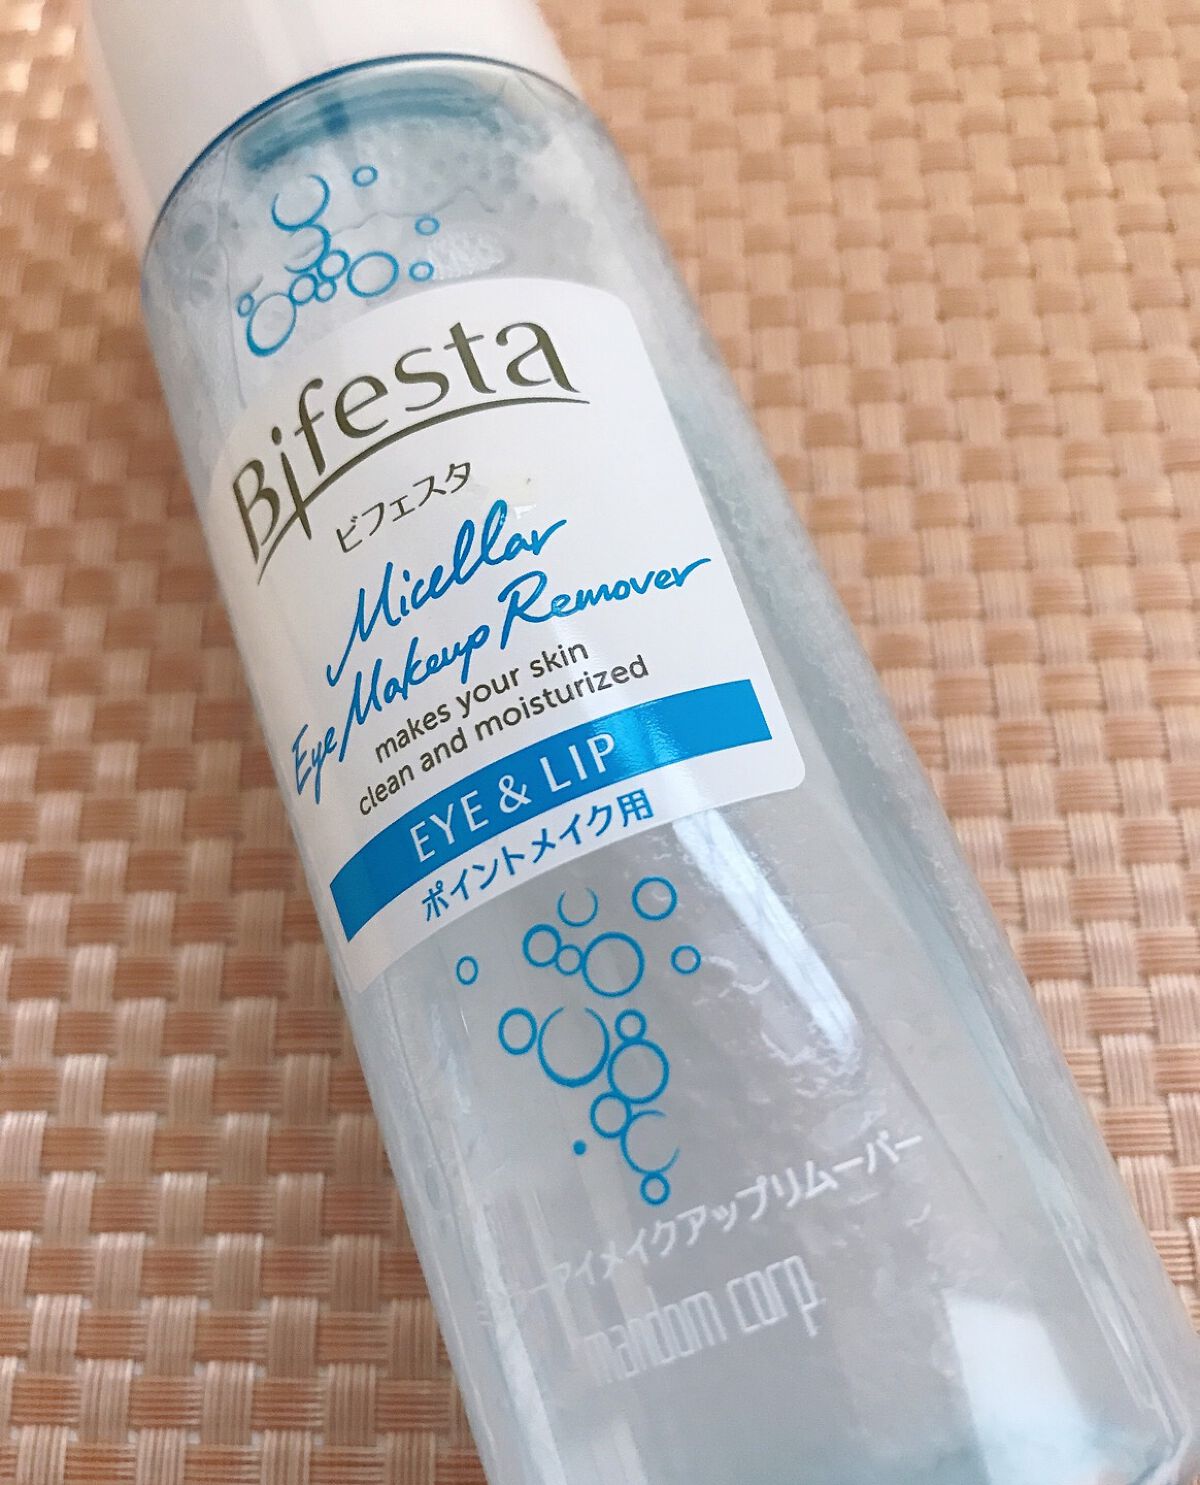 Bifesta
ビフェスタ
Micellar
Eye Makeup Remover
makes your skin
clean and moisturized
EYE & LIP
ポイントメイク用
アイメイクアップリムーバー
mandom corp